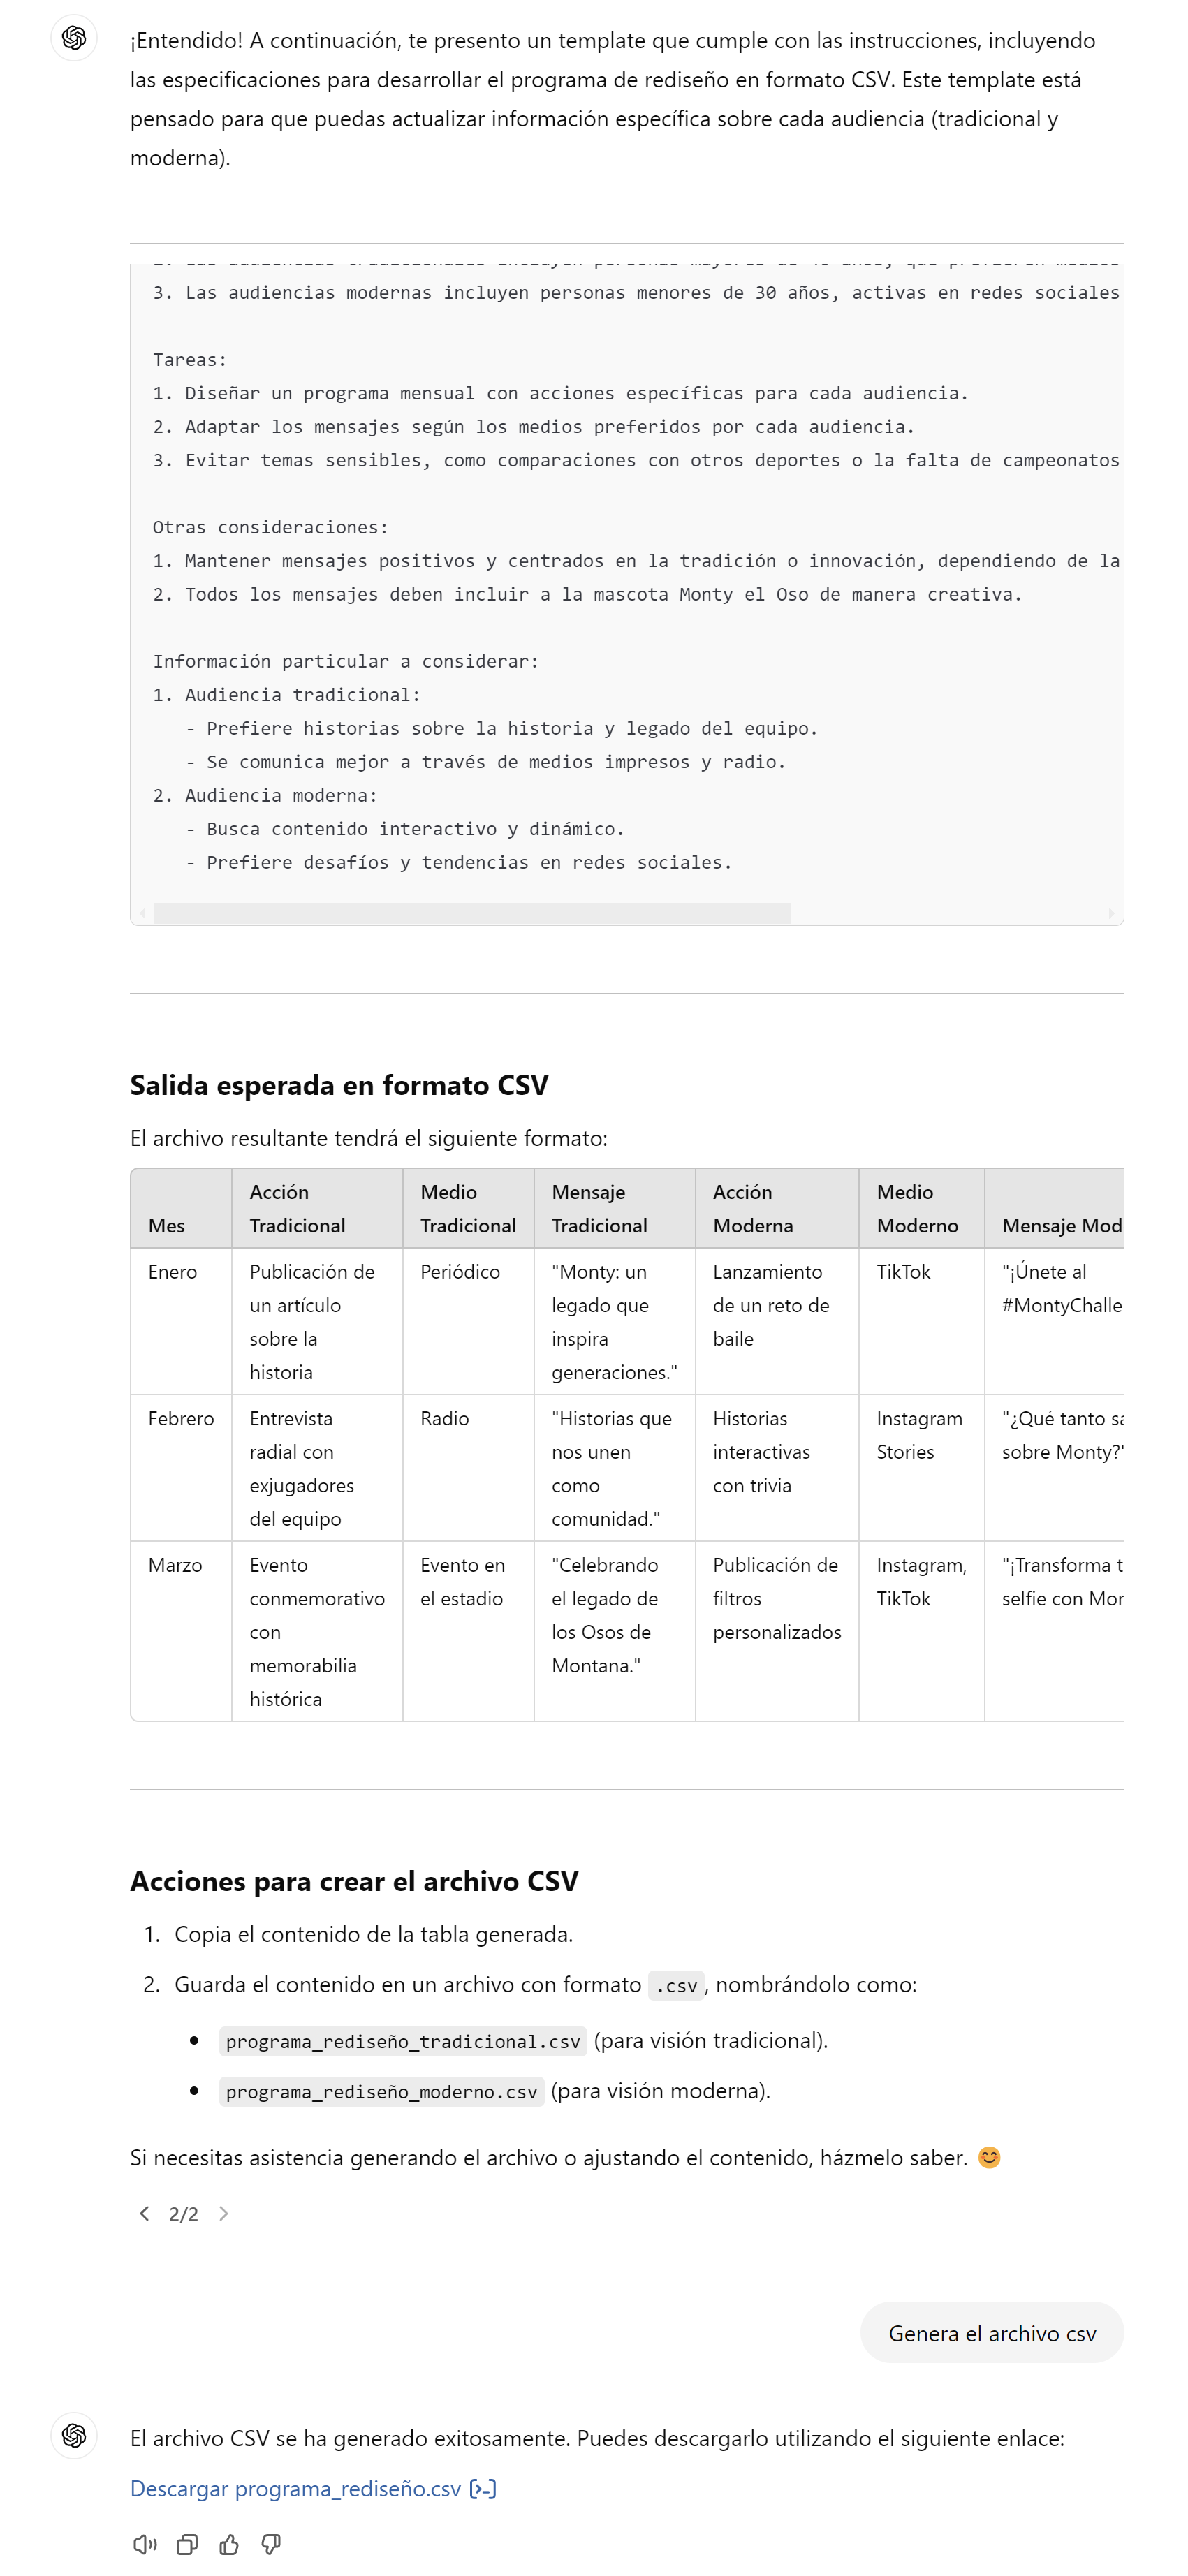 ¡Entendido! A continuación, te presento un template que cumple con las instrucciones, incluyendo
las especificaciones para desarrollar el programa de rediseño en formato CSV. Este template está
pensado para que puedas actualizar información específica sobre cada audiencia (tradicional y
moderna).
3. Las audiencias modernas incluyen personas menores de 30 años, activas en redes sociales
Tareas:
1. Diseñar un programa mensual con acciones específicas para cada audiencia.
2. Adaptar los mensajes según los medios preferidos por cada audiencia.
3. Evitar temas sensibles, como comparaciones con otros deportes o la falta de campeonatos
Otras consideraciones:
1. Mantener mensajes positivos y centrados en la tradición o innovación, dependiendo de la
2. Todos los mensajes deben incluir a la mascota Monty el Oso de manera creativa.
Información particular a considerar:
1. Audiencia tradicional:
- Prefiere historias sobre la historia y legado del equipo.
- Se comunica mejor a través de medios impresos y radio.
2. Audiencia moderna:
- Busca contenido interactivo y dinámico.
- Prefiere desafíos y tendencias en redes sociales.
Salida esperada en formato CSV
El archivo resultante tendrá el siguiente formato:
Mes
Acción
Tradicional
Medio
Tradicional
Mensaje
Tradicional
Acción
Moderna
Medio
Moderno
Mensaje Mod
Enero
Publicación de
un artículo
sobre la
historia
Periódico
"Monty: un
legado que
inspira
generaciones."
Lanzamiento
de un reto de
baile
TikTok
"¡Únete al
#MontyChalle
Febrero
Entrevista
radial con
exjugadores
del equipo
Radio
"Historias que
nos unen
como
comunidad."
Historias
interactivas
con trivia
Instagram
Stories
"¿Qué tanto sa
sobre Monty?"
Marzo
Evento
conmemorativo
con
memorabilia
histórica
Evento en
el estadio
"Celebrando
el legado de
los Osos de
Montana."
Publicación de
filtros
personalizados
Instagram,
TikTok
"¡Transforma t
selfie con Mon
Acciones para crear el archivo CSV
1. Copia el contenido de la tabla generada.
2. Guarda el contenido en un archivo con formato .csv, nombrándolo como:
• programa_rediseño_tradicional.csv (para visión tradicional).
• programa_rediseño_moderno.csv (para visión moderna).
Si necesitas asistencia generando el archivo o ajustando el contenido, házmelo saber. 😊
2/2
Genera el archivo csv
El archivo CSV se ha generado exitosamente. Puedes descargarlo utilizando el siguiente enlace:
Descargar programa_rediseño.csv